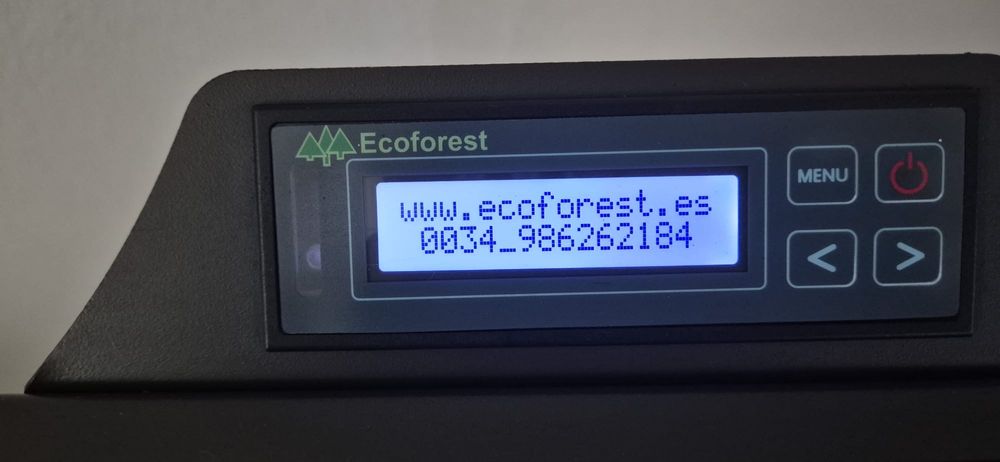 Ecoforest
www.ecoforest.es
0034_986262184
MENU
< >